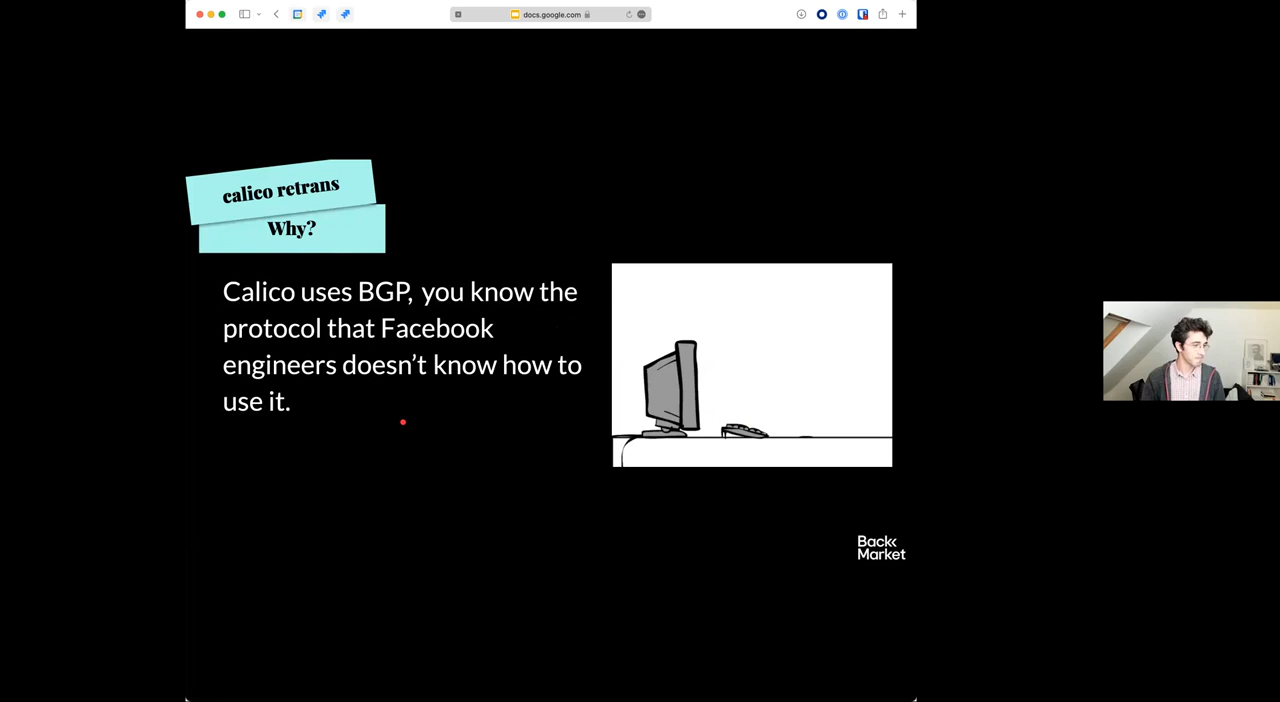 docs.google.com
calico retrans
Why?
Calico uses BGP, you know the
protocol that Facebook
engineers doesn't know how to
use it.
Back
Market